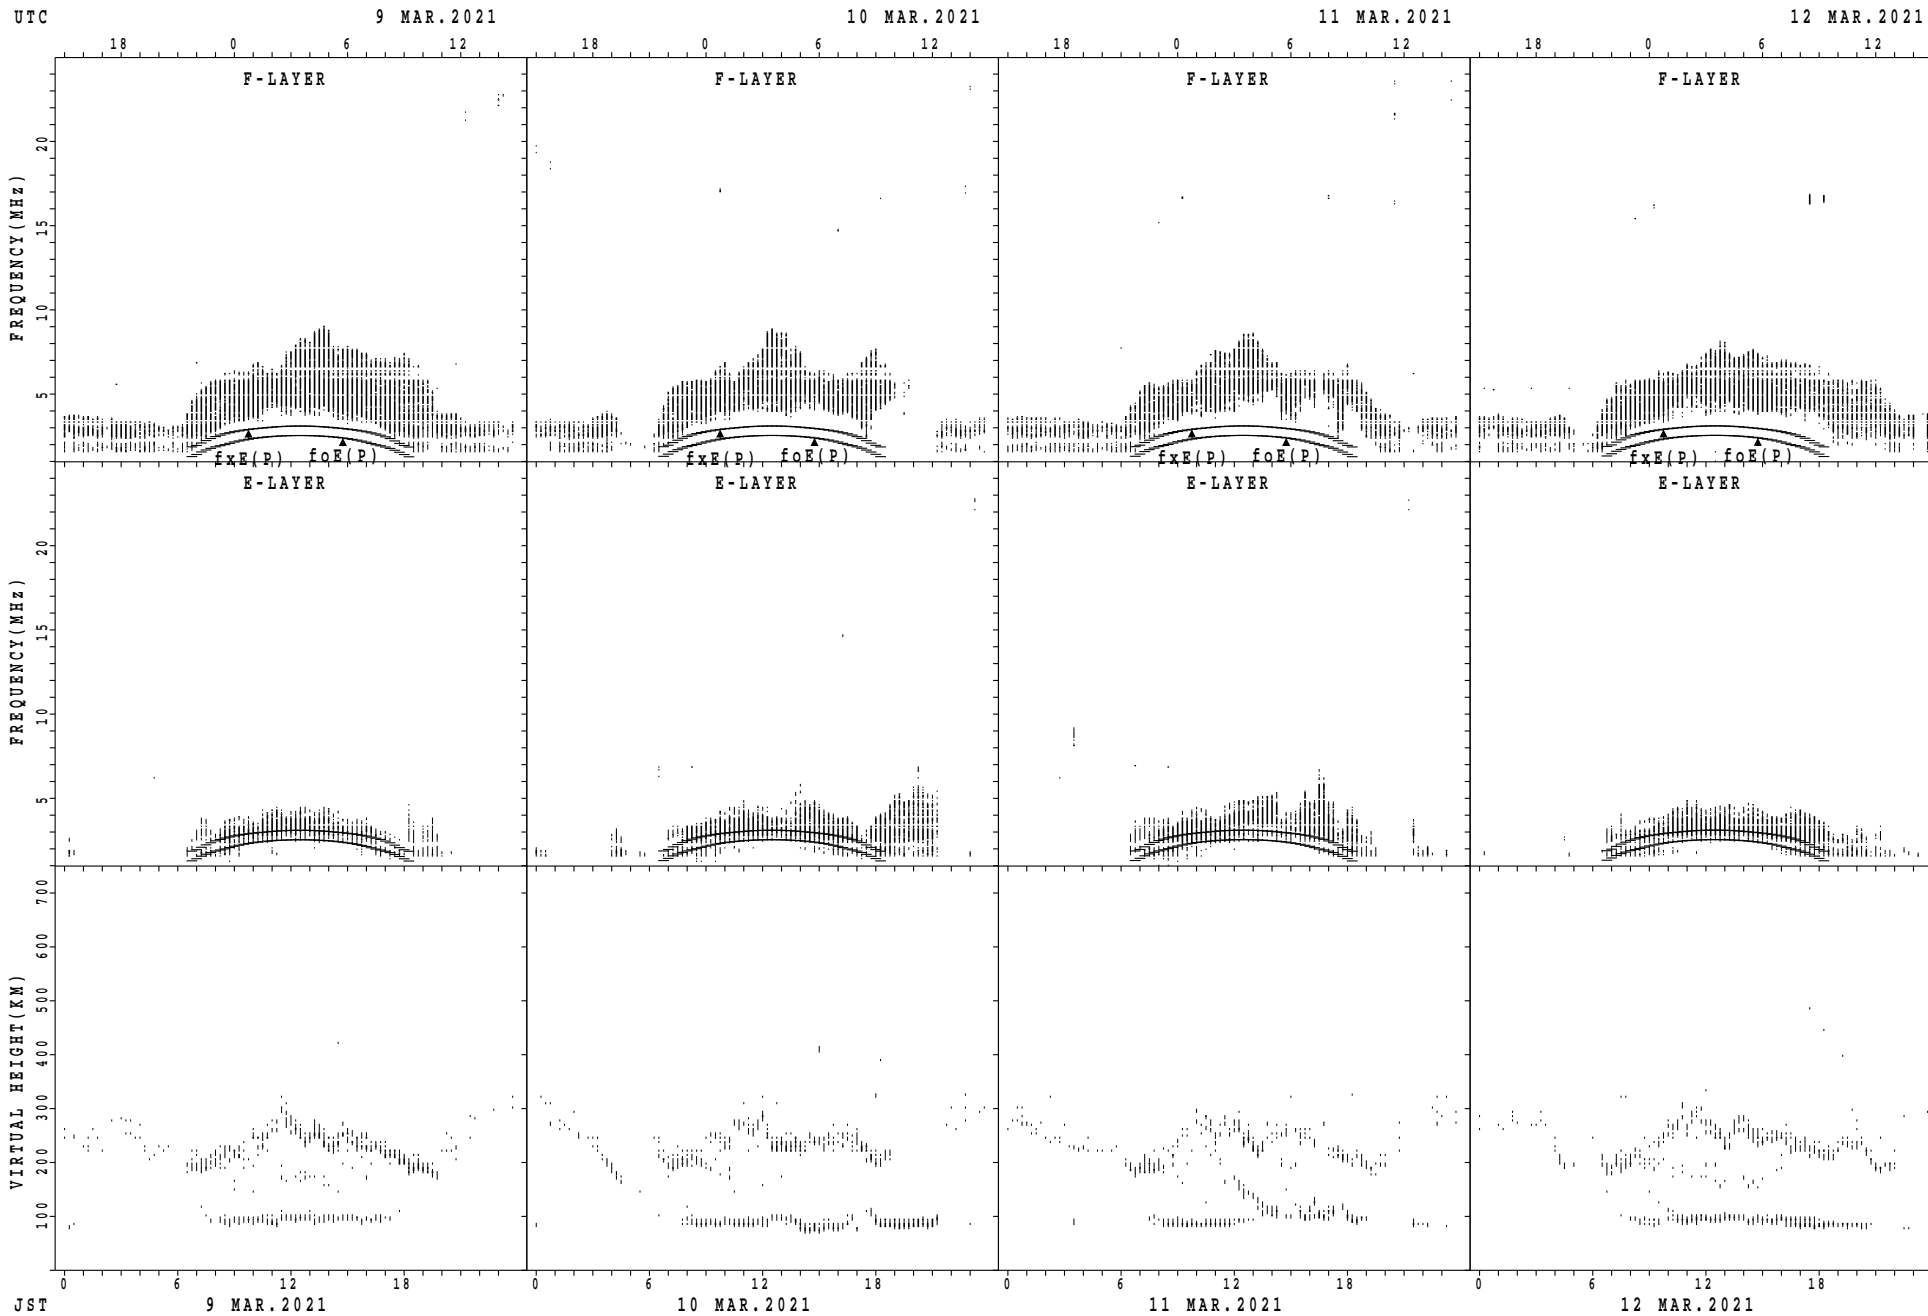 UTC 9 MAR.2021 10 MAR.2021 11 MAR.2021 12 MAR.2021
18 0 6 12 18 0 6 12 18 0 6 12 18 0 6 12
F-LAYER F-LAYER F-LAYER F-LAYER
FREQUENCY(MHz)
20
15
10
5
fxE(P) foE(P) fxE(P) foE(P) fxE(P) foE(P) fxE(P) foE(P)
E-LAYER E-LAYER E-LAYER E-LAYER
FREQUENCY(MHz)
20
15
10
5
VIRTUAL HEIGHT(KM)
700
600
500
400
300
200
100
0 6 12 18 0 6 12 18 0 6 12 18 0 6 12 18
JST 9 MAR.2021 10 MAR.2021 11 MAR.2021 12 MAR.2021